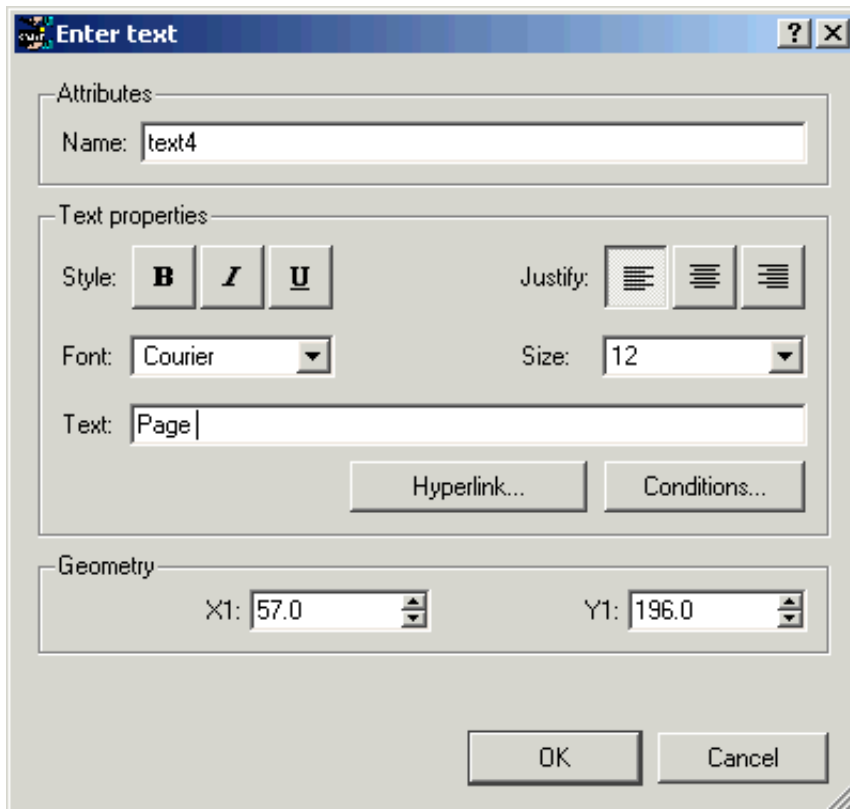 Enter text
Attributes
Name: text4
Text properties
Style: B I U Justify:
Font: Courier Size: 12
Text: Page
Hyperlink... Conditions...
Geometry
X1: 57.0 Y1: 196.0
OK Cancel